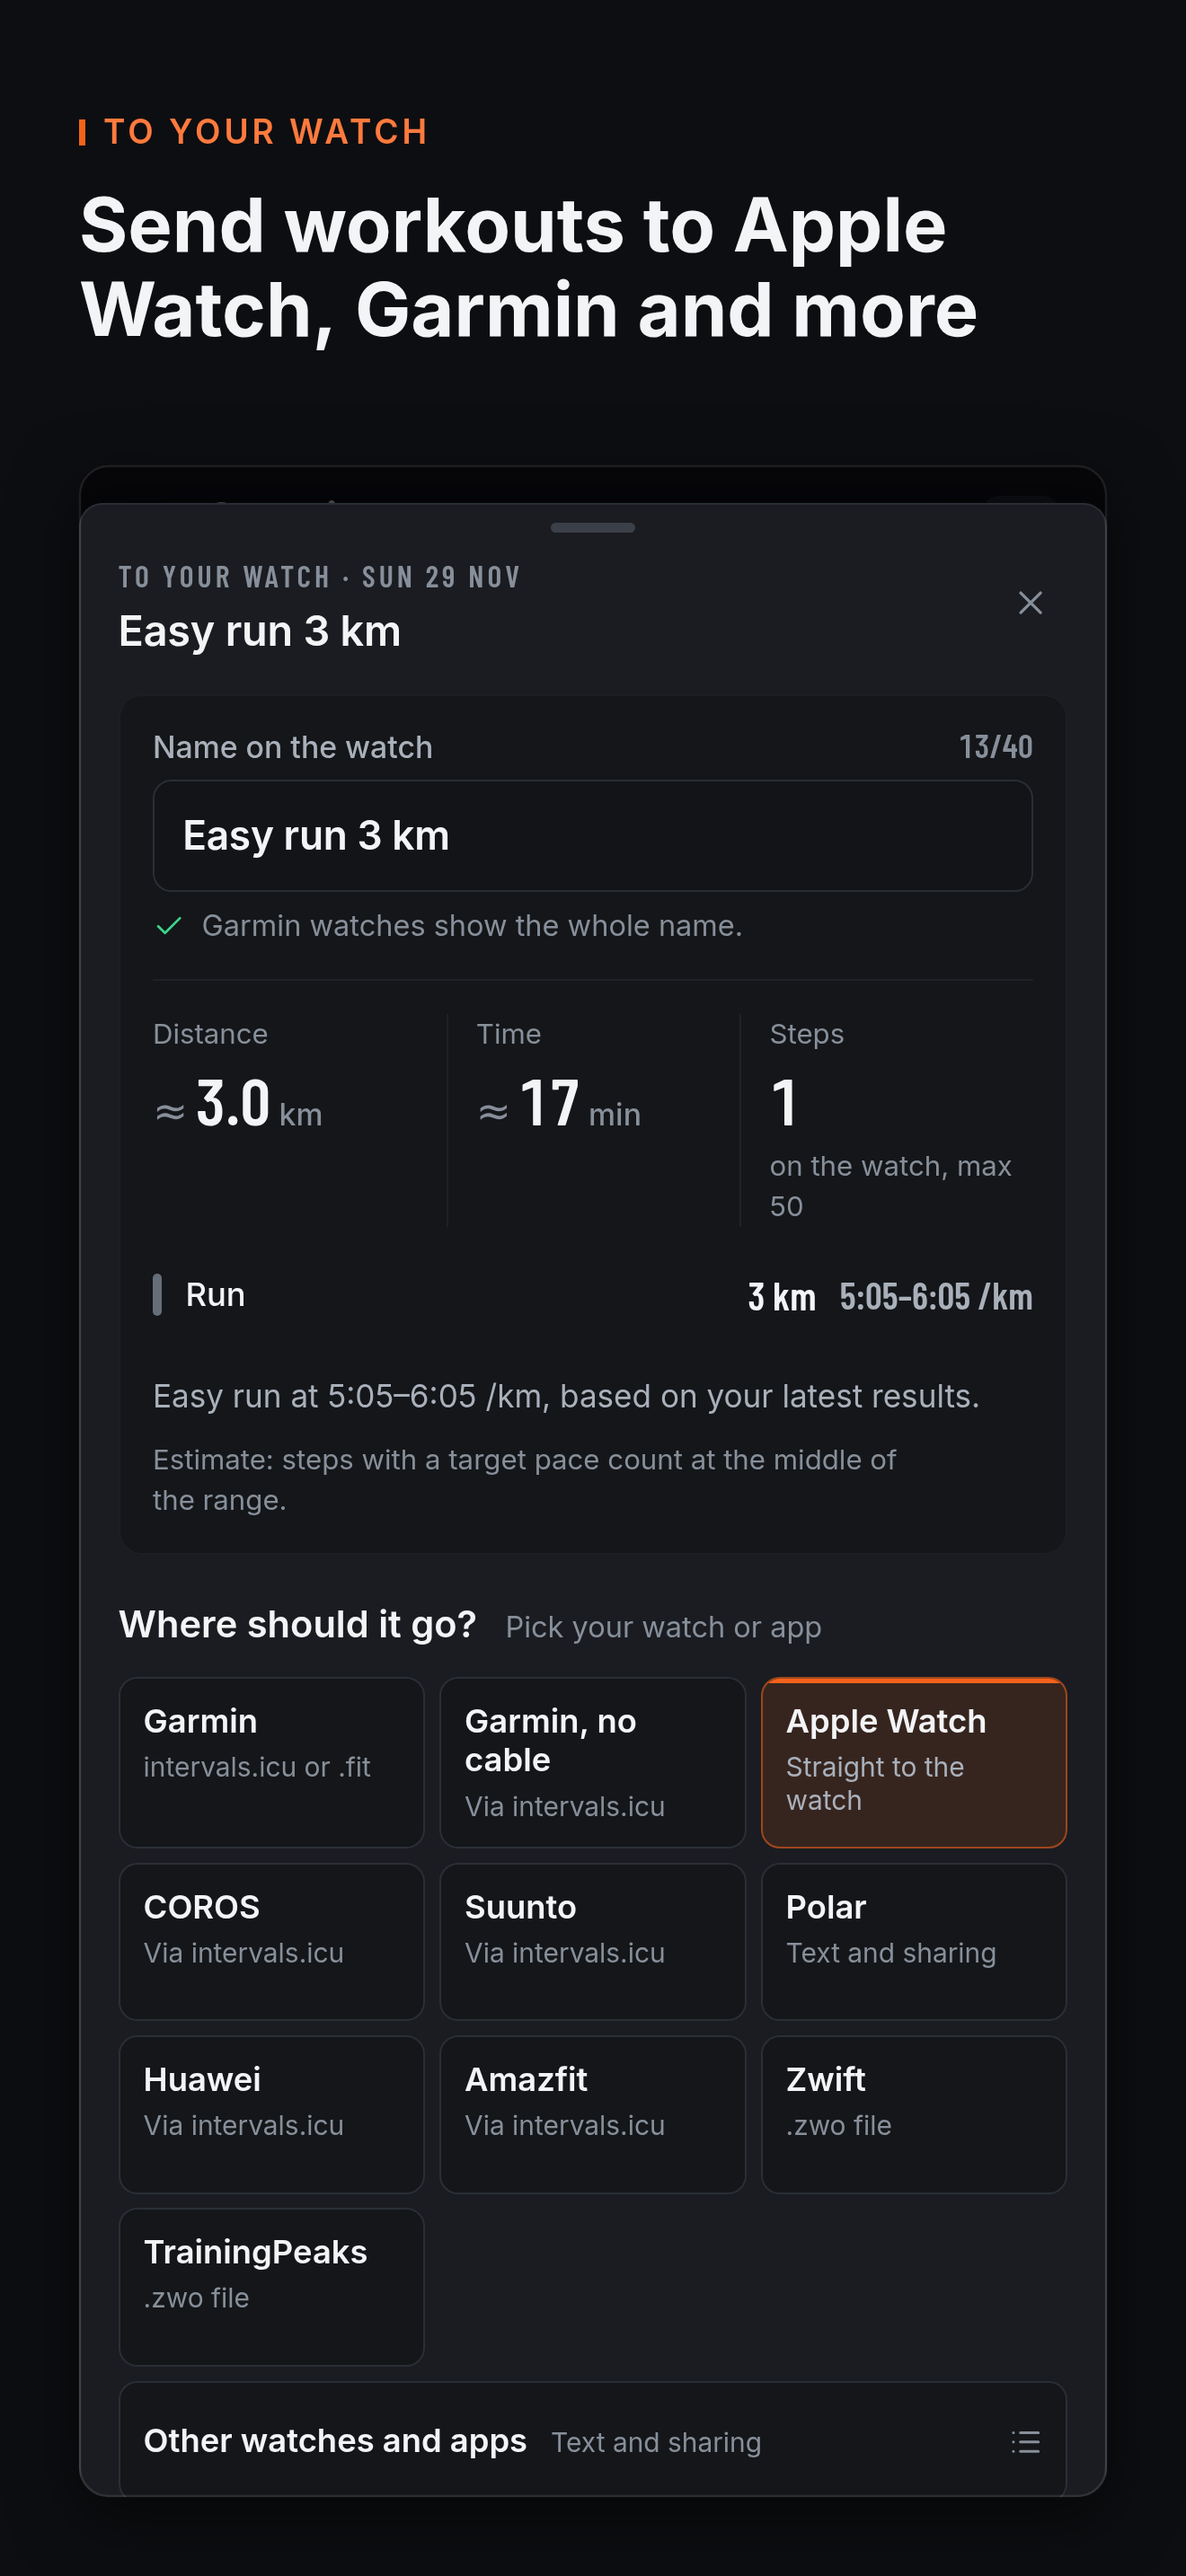 TO YOUR WATCH
Send workouts to Apple
Watch, Garmin and more
TO YOUR WATCH · SUN 29 NOV
Easy run 3 km
Name on the watch 13/40
Easy run 3 km
Garmin watches show the whole name.
Distance Time Steps
≈ 3.0 km ≈ 17 min 1
on the watch, max
50
Run 3 km 5:05–6:05 /km
Easy run at 5:05–6:05 /km, based on your latest results.
Estimate: steps with a target pace count at the middle of
the range.
Where should it go? Pick your watch or app
Garmin
intervals.icu or .fit
Garmin, no
cable
Via intervals.icu
Apple Watch
Straight to the
watch
COROS
Via intervals.icu
Suunto
Via intervals.icu
Polar
Text and sharing
Huawei
Via intervals.icu
Amazfit
Via intervals.icu
Zwift
.zwo file
TrainingPeaks
.zwo file
Other watches and apps Text and sharing